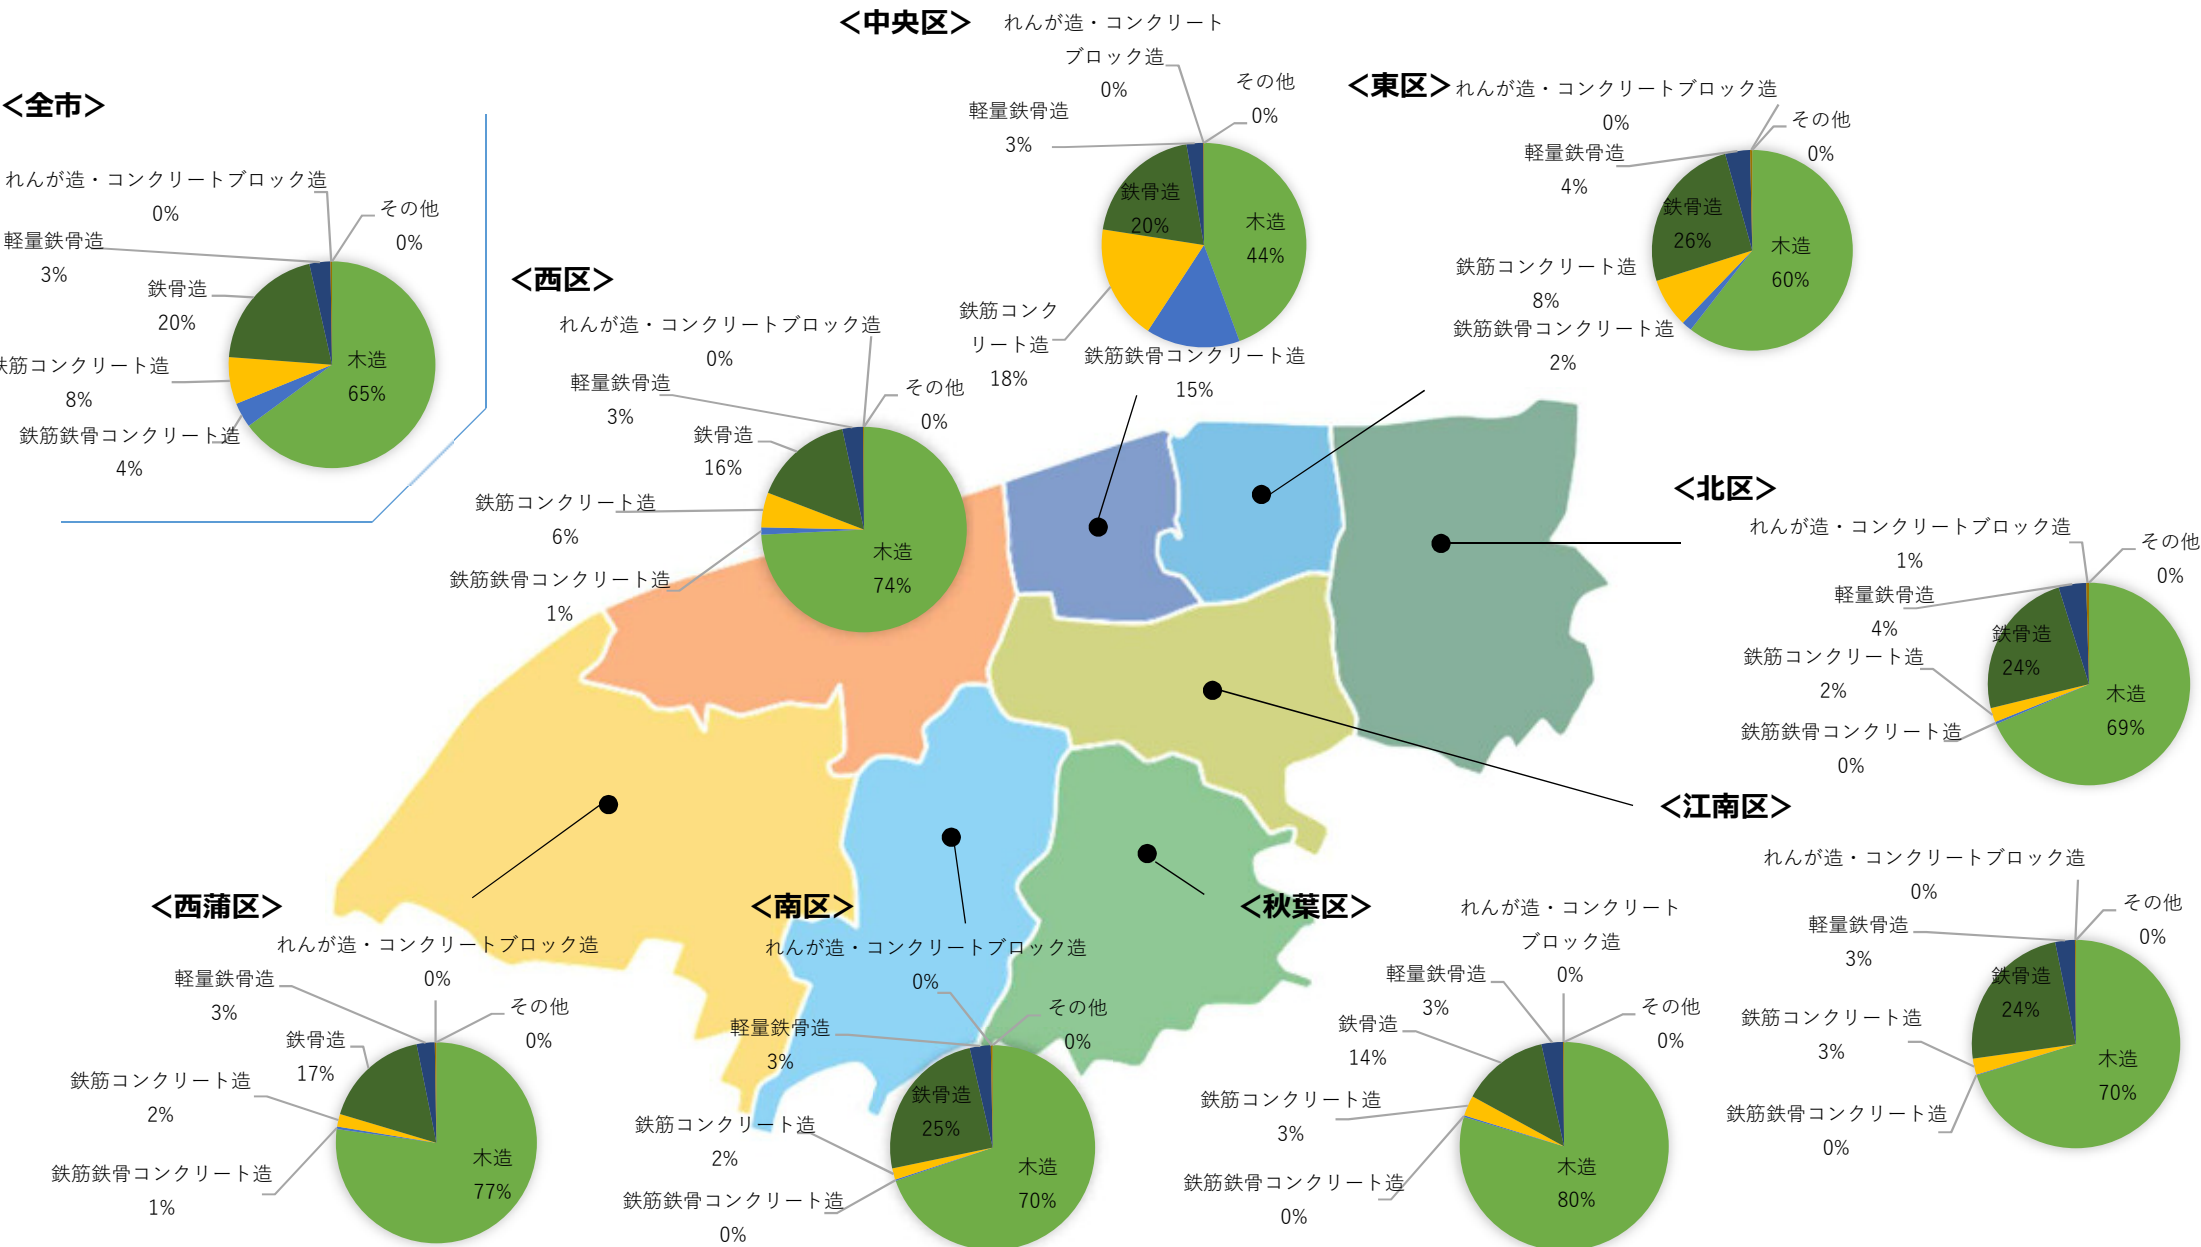 ＜全市＞
れんが造・コンクリートブロック造
0%
その他
0%
軽量鉄骨造
3%
鉄骨造
20%
鉄筋コンクリート造
8%
鉄筋鉄骨コンクリート造
4%
木造
65%
＜中央区＞
れんが造・コンクリート
ブロック造
0%
その他
0%
軽量鉄骨造
3%
鉄骨造
20%
木造
44%
鉄筋コンク
リート造
18%
鉄筋鉄骨コンクリート造
15%
＜東区＞
れんが造・コンクリートブロック造
0%
その他
0%
軽量鉄骨造
4%
鉄骨造
26%
木造
60%
鉄筋コンクリート造
8%
鉄筋鉄骨コンクリート造
2%
＜西区＞
れんが造・コンクリートブロック造
0%
その他
0%
軽量鉄骨造
3%
鉄骨造
16%
鉄筋コンクリート造
6%
鉄筋鉄骨コンクリート造
1%
木造
74%
＜北区＞
れんが造・コンクリートブロック造
1%
その他
0%
軽量鉄骨造
4%
鉄骨造
24%
鉄筋コンクリート造
2%
鉄筋鉄骨コンクリート造
0%
木造
69%
＜江南区＞
れんが造・コンクリートブロック造
0%
その他
0%
軽量鉄骨造
3%
鉄骨造
24%
鉄筋コンクリート造
3%
鉄筋鉄骨コンクリート造
0%
木造
70%
＜西蒲区＞
れんが造・コンクリートブロック造
0%
その他
0%
軽量鉄骨造
3%
鉄骨造
17%
鉄筋コンクリート造
2%
鉄筋鉄骨コンクリート造
1%
木造
77%
＜南区＞
れんが造・コンクリートブロック造
0%
その他
0%
軽量鉄骨造
3%
鉄骨造
25%
鉄筋コンクリート造
2%
鉄筋鉄骨コンクリート造
0%
木造
70%
＜秋葉区＞
れんが造・コンクリート
ブロック造
0%
その他
0%
軽量鉄骨造
3%
鉄骨造
14%
鉄筋コンクリート造
3%
鉄筋鉄骨コンクリート造
0%
木造
80%